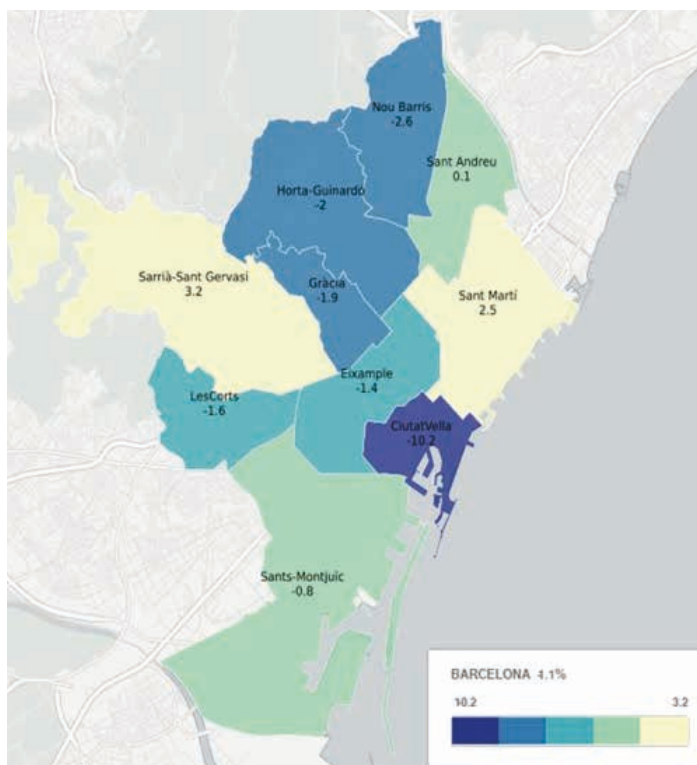 Nou Barris
-2.6
Sant Andreu
0.1
Horta-Guinardó
-2
Sarrià-Sant Gervasi
3.2
Gràcia
-1.9
Sant Martí
2.5
Eixample
-1.4
LesCorts
-1.6
CiutatVella
-10.2
Sants-Montjuïc
-0.8
BARCELONA 4.1%
10.2 3.2